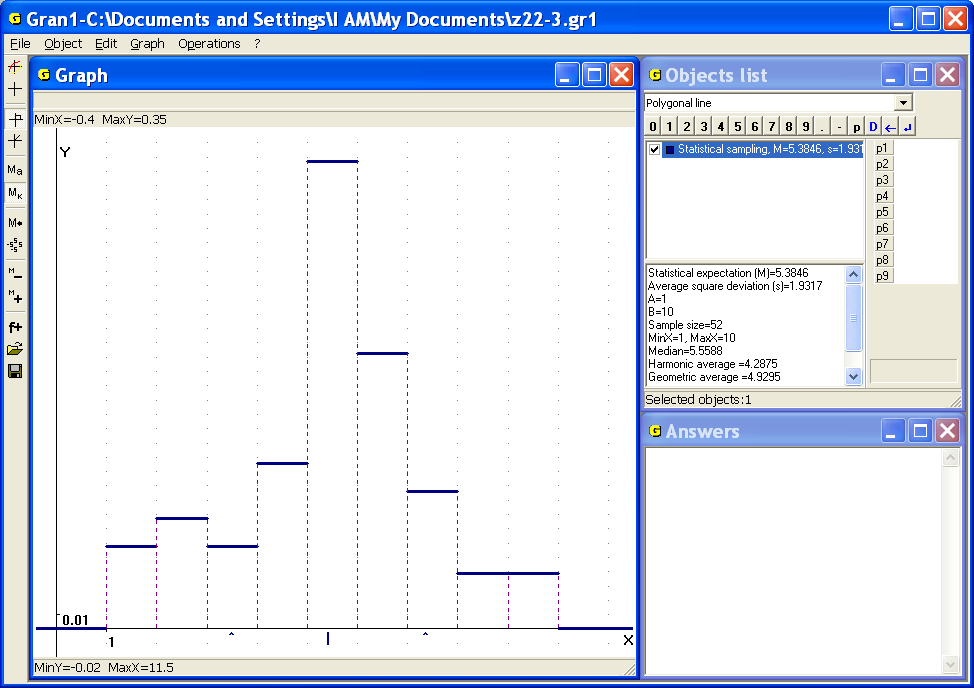 Gran1-C:\Documents and Settings\I AM\My Documents\z22-3.gr1
File Object Edit Graph Operations ?
Graph
MinX=-0.4 MaxY=0.35
Y
0.01
1
X
MinY=-0.02 MaxX=11.5
Ma
Mк
M
-sss
M
M+
f+
Objects list
Polygonal line
0 1 2 3 4 5 6 7 8 9 . - p D ← ↲
Statistical sampling, M=5.3846, s=1.931
p1
p2
p3
p4
p5
p6
p7
p8
p9
Statistical expectation (M)=5.3846
Average square deviation (s)=1.9317
A=1
B=10
Sample size=52
MinX=1, MaxX=10
Median=5.5588
Harmonic average =4.2875
Geometric average =4.9295
Selected objects:1
Answers